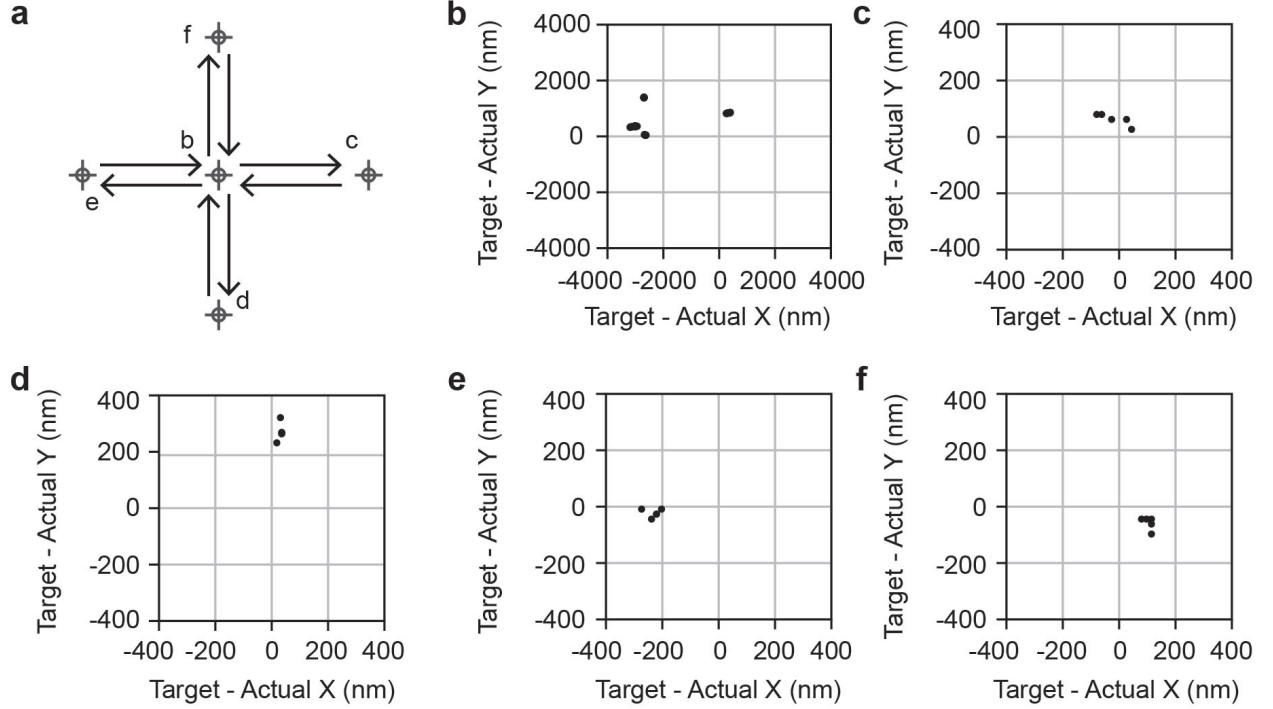 a
f
b
c
e
d
b
Target - Actual Y (nm)
4000
2000
0
-2000
-4000
-4000 -2000 0 2000 4000
Target - Actual X (nm)
c
Target - Actual Y (nm)
400
200
0
-200
-400
-400 -200 0 200 400
Target - Actual X (nm)
d
Target - Actual Y (nm)
400
200
0
-200
-400
-400 -200 0 200 400
Target - Actual X (nm)
e
Target - Actual Y (nm)
400
200
0
-200
-400
-400 -200 0 200 400
Target - Actual X (nm)
f
Target - Actual Y (nm)
400
200
0
-200
-400
-400 -200 0 200 400
Target - Actual X (nm)